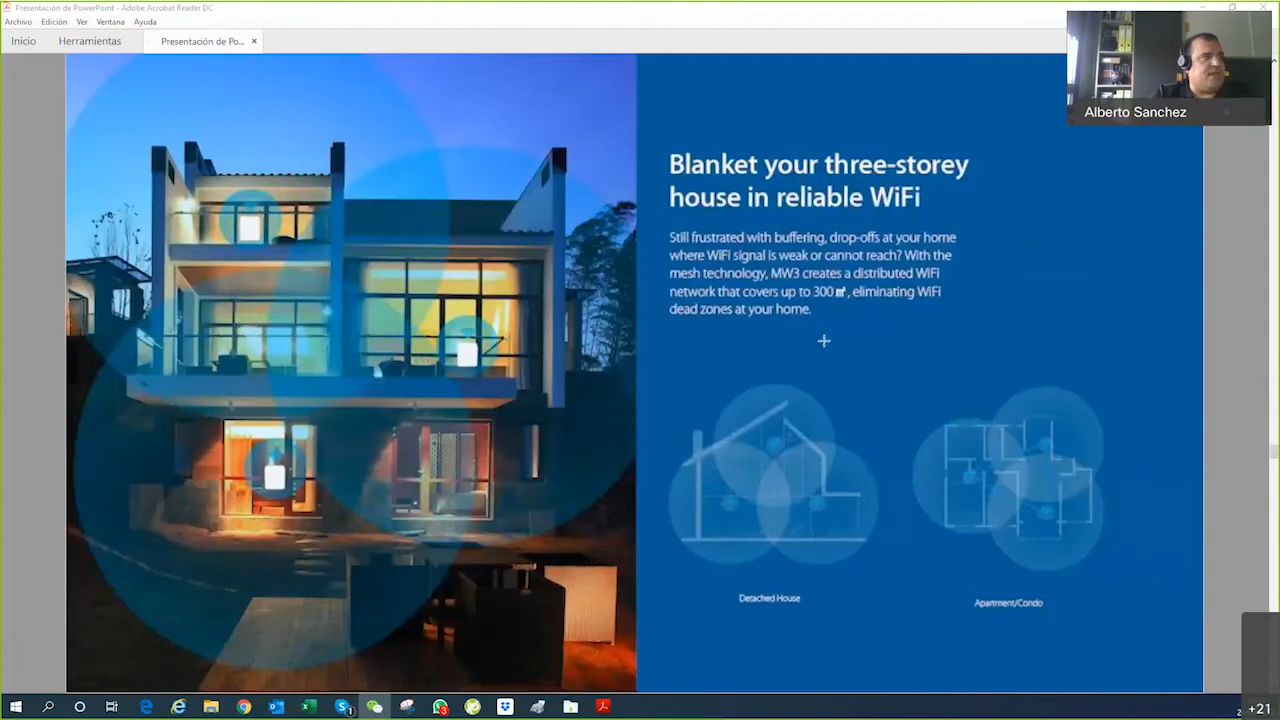 Presentación de PowerPoint - Adobe Acrobat Reader DC
Archivo Edición Ver Ventana Ayuda
Inicio Herramientas Presentación de Po... ×
Alberto Sanchez
Blanket your three-storey
house in reliable WiFi
Still frustrated with buffering, drop-offs at your home
where WiFi signal is weak or cannot reach? With the
mesh technology, MW3 creates a distributed WiFi
network that covers up to 300㎡, eliminating WiFi
dead zones at your home.
Detached House
Apartment/Condo
3
+21